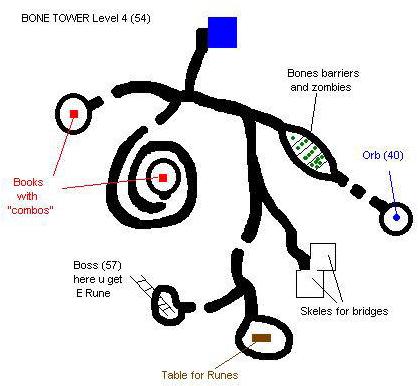 BONE TOWER Level 4 (54)
Bones barriers
and zombies
Orb (40)
Books
with
"combos"
Boss (57)
here u get
E Rune
Skeles for bridges
Table for Runes